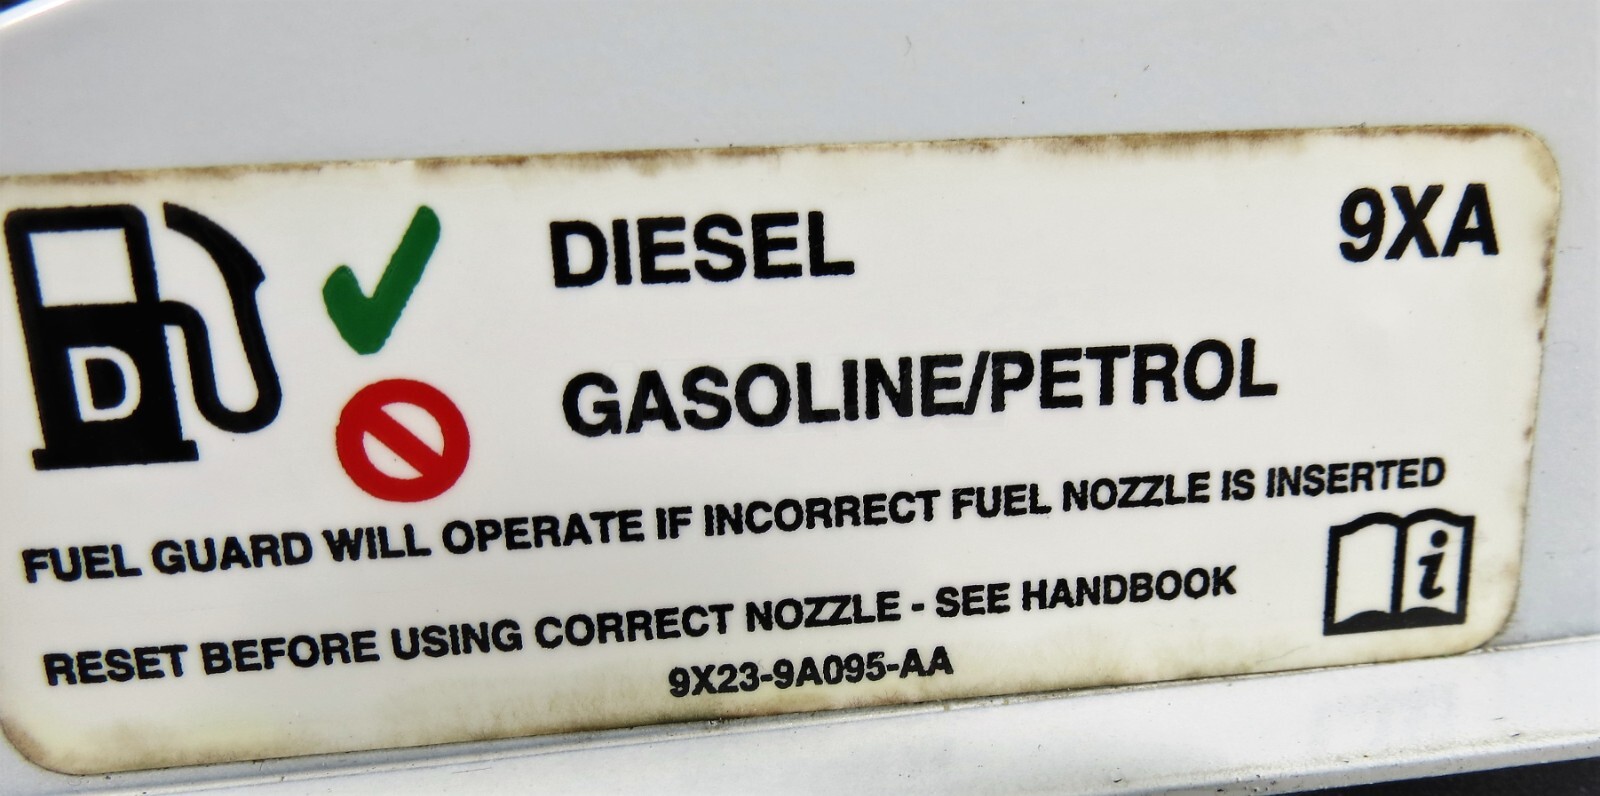 DIESEL 9XA
D
GASOLINE/PETROL
FUEL GUARD WILL OPERATE IF INCORRECT FUEL NOZZLE IS INSERTED
RESET BEFORE USING CORRECT NOZZLE - SEE HANDBOOK i
9X23-9A095-AA